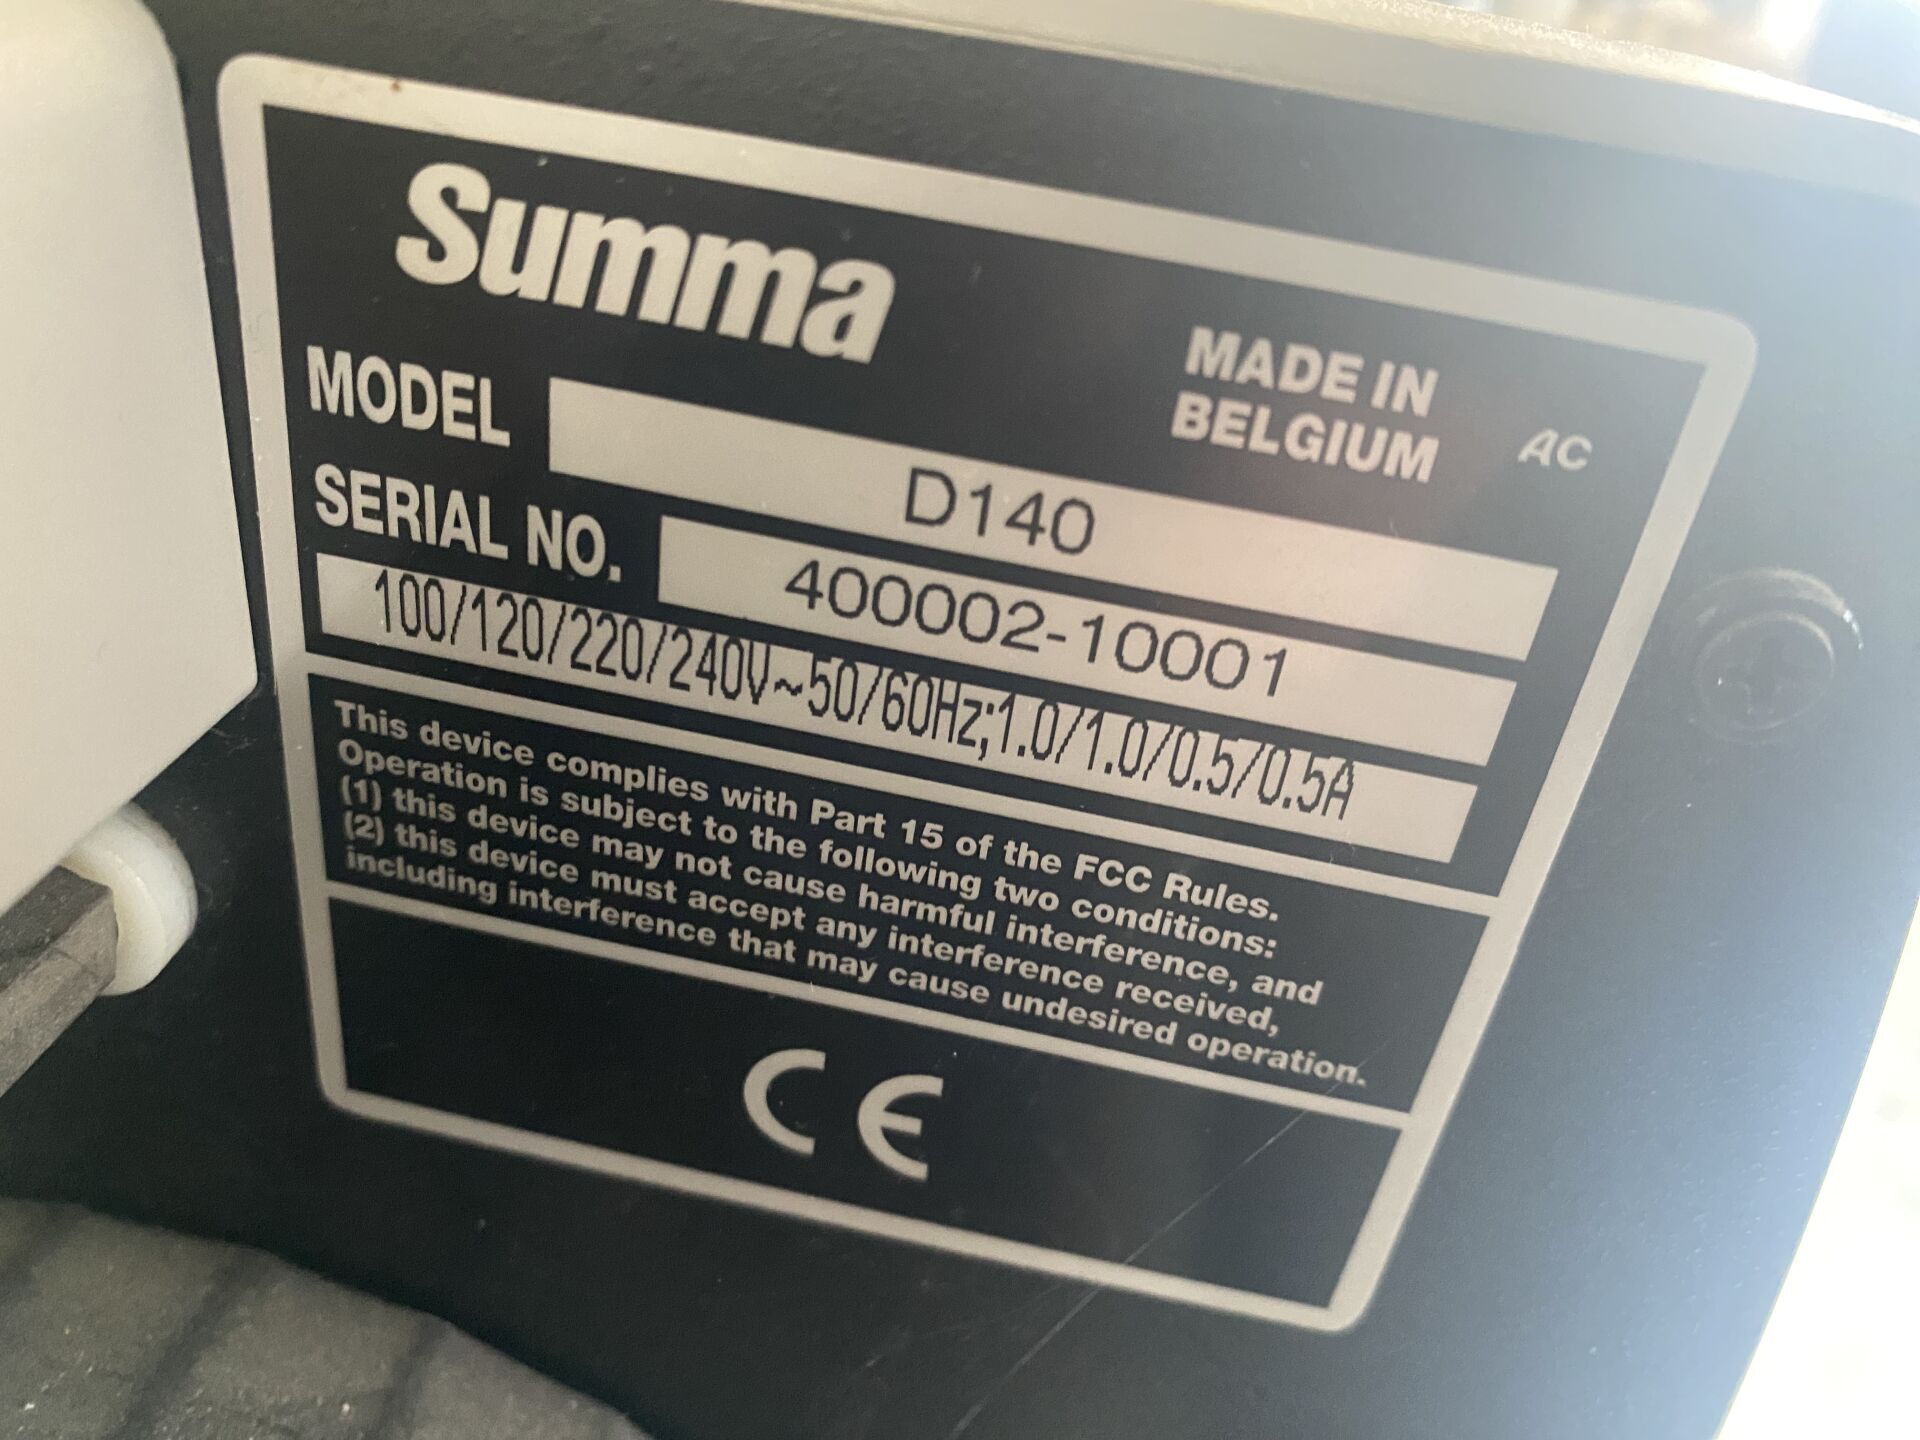 Summa
MADE IN
BELGIUM
AC
MODEL D140
SERIAL NO. 400002-10001
100/120/220/240V~50/60Hz;1.0/1.0/0.5/0.5A
This device complies with Part 15 of the FCC Rules.
Operation is subject to the following two conditions:
(1) this device may not cause harmful interference, and
(2) this device must accept any interference received,
including interference that may cause undesired operation.
CE